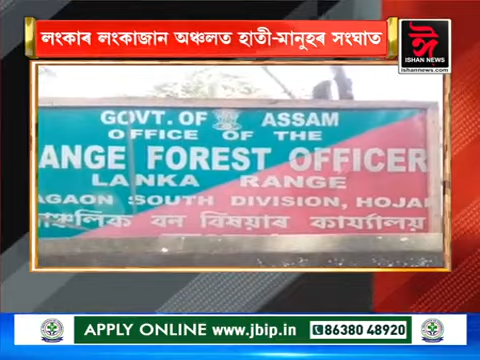 লংকাৰ লংকাজান অঞ্চলত হাতী-মানুহৰ সংঘাত
ঈ
ISHAN NEWS
ishannews.com
GOVT. OF ASSAM
OFFICE OF THE
ANGE FOREST OFFICER
LANKA RANGE
AGAON SOUTH DIVISION, HOJAI
ঞ্চলিক বন বিষয়াৰ কাৰ্য্যালয়
APPLY ONLINE www.jbip.in 86380 48920